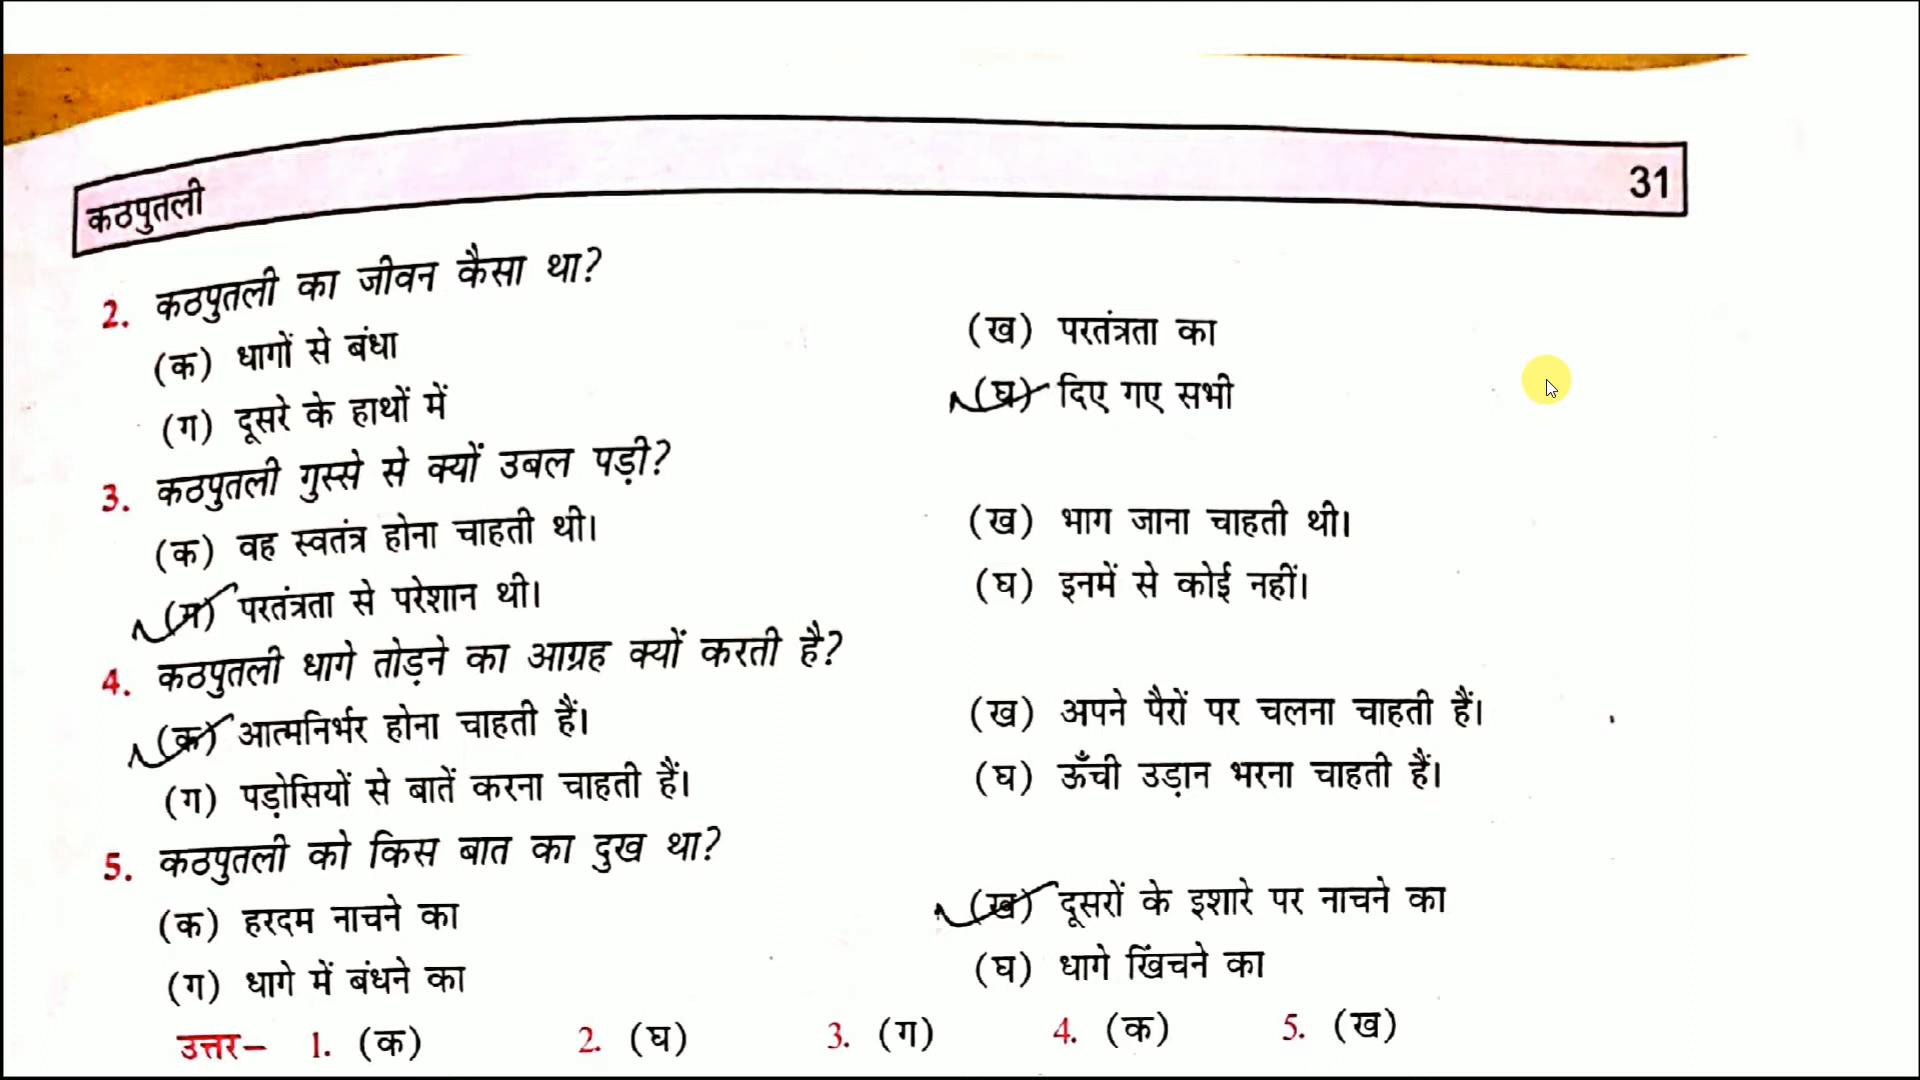 कठपुतली 31
2. कठपुतली का जीवन कैसा था?
(क) धागों से बंधा (ख) परतंत्रता का
(ग) दूसरे के हाथों में (घ) दिए गए सभी
3. कठपुतली गुस्से से क्यों उबल पड़ी?
(क) वह स्वतंत्र होना चाहती थी। (ख) भाग जाना चाहती थी।
(ग) परतंत्रता से परेशान थी। (घ) इनमें से कोई नहीं।
4. कठपुतली धागे तोड़ने का आग्रह क्यों करती है?
(क) आत्मनिर्भर होना चाहती हैं। (ख) अपने पैरों पर चलना चाहती हैं।
(ग) पड़ोसियों से बातें करना चाहती हैं। (घ) ऊँची उड़ान भरना चाहती हैं।
5. कठपुतली को किस बात का दुख था?
(क) हरदम नाचने का (ख) दूसरों के इशारे पर नाचने का
(ग) धागे में बंधने का (घ) धागे खिंचने का
उत्तर– 1. (क) 2. (घ) 3. (ग) 4. (क) 5. (ख)